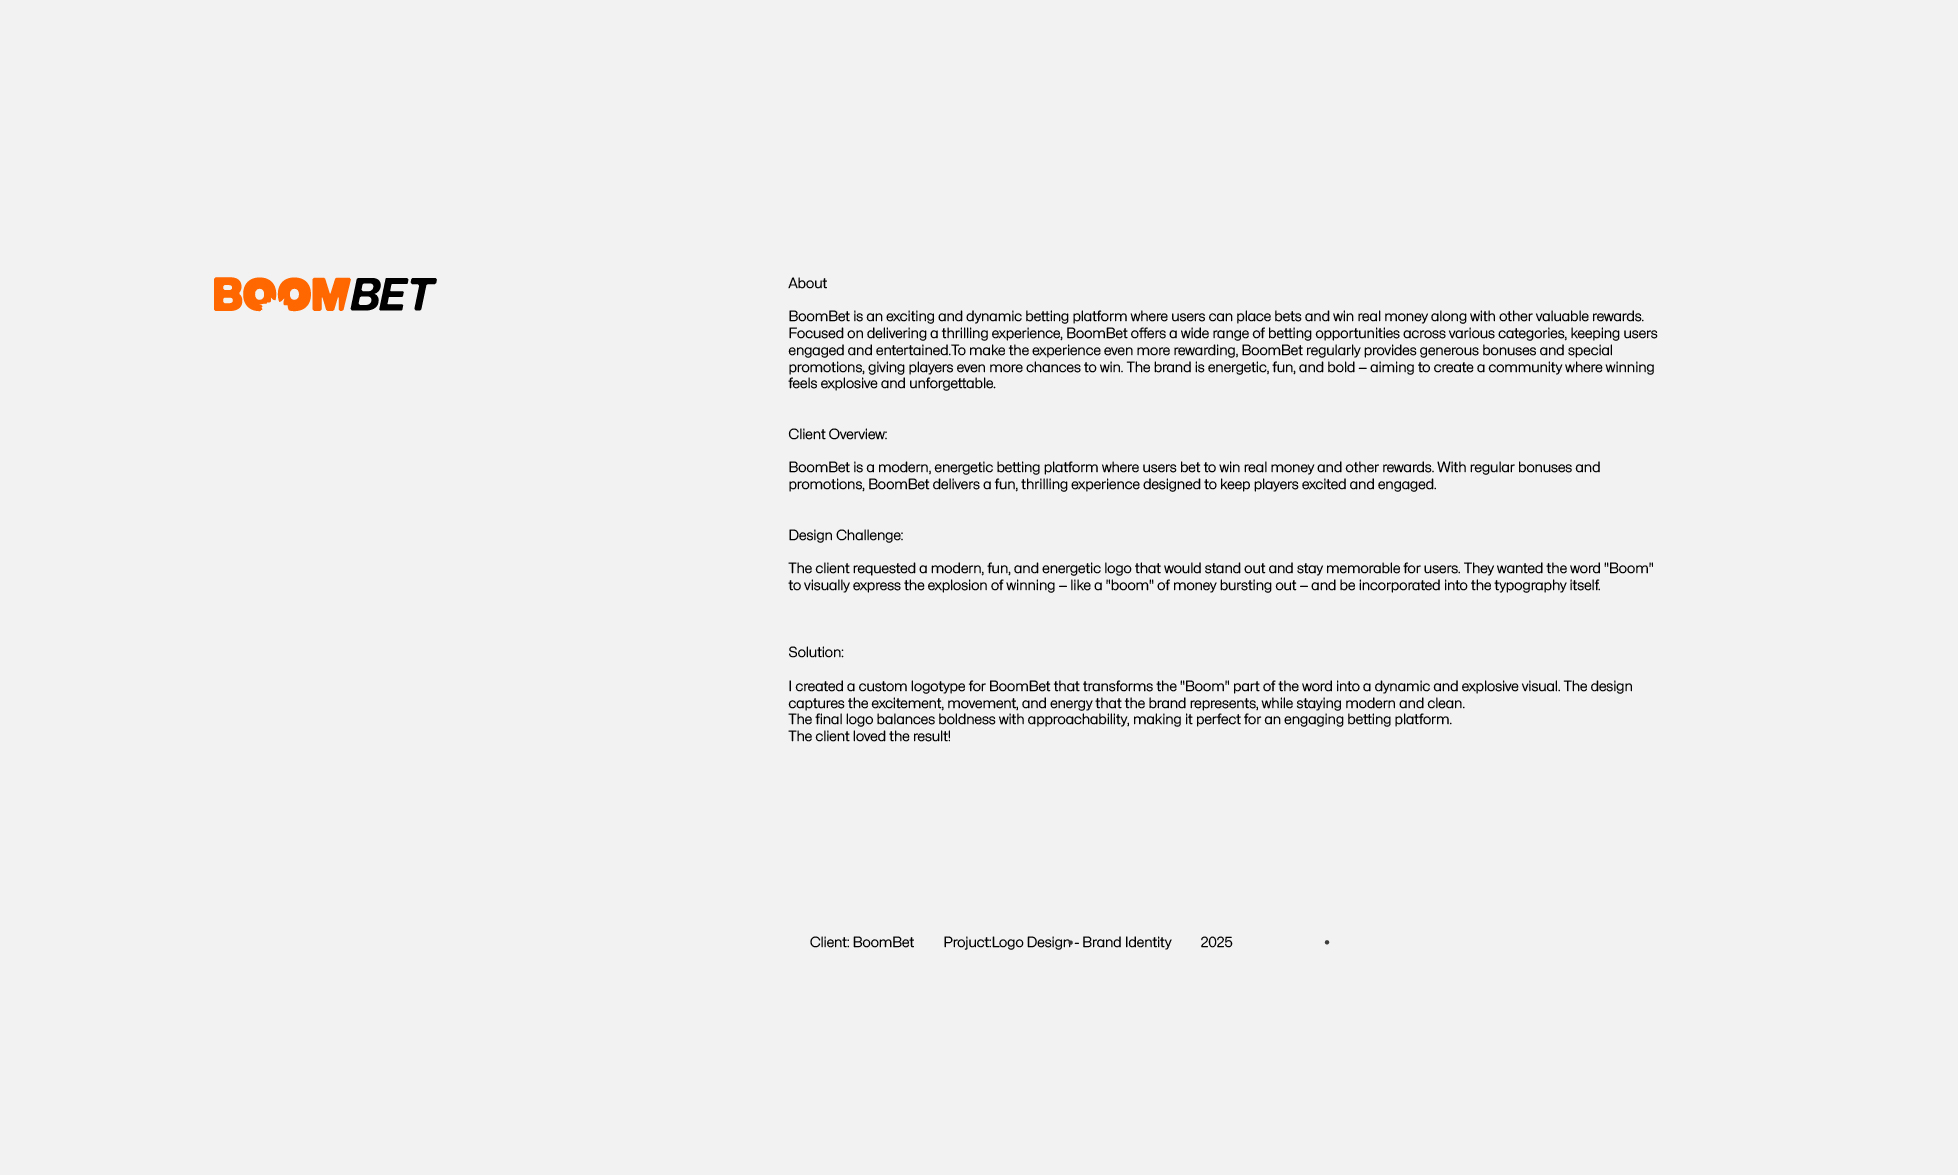 BOOMBET
About
BoomBet is an exciting and dynamic betting platform where users can place bets and win real money along with other valuable rewards.
Focused on delivering a thrilling experience, BoomBet offers a wide range of betting opportunities across various categories, keeping users
engaged and entertained.To make the experience even more rewarding, BoomBet regularly provides generous bonuses and special
promotions, giving players even more chances to win. The brand is energetic, fun, and bold – aiming to create a community where winning
feels explosive and unforgettable.
Client Overview:
BoomBet is a modern, energetic betting platform where users bet to win real money and other rewards. With regular bonuses and
promotions, BoomBet delivers a fun, thrilling experience designed to keep players excited and engaged.
Design Challenge:
The client requested a modern, fun, and energetic logo that would stand out and stay memorable for users. They wanted the word "Boom"
to visually express the explosion of winning – like a "boom" of money bursting out – and be incorporated into the typography itself.
Solution:
I created a custom logotype for BoomBet that transforms the "Boom" part of the word into a dynamic and explosive visual. The design
captures the excitement, movement, and energy that the brand represents, while staying modern and clean.
The final logo balances boldness with approachability, making it perfect for an engaging betting platform.
The client loved the result!
Client: BoomBet Projuct:Logo Design - Brand Identity 2025 •